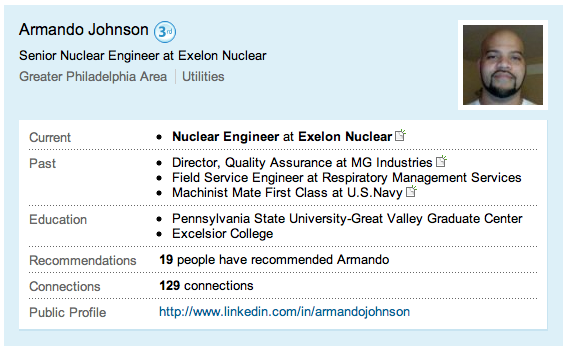 Armando Johnson 3rd
Senior Nuclear Engineer at Exelon Nuclear
Greater Philadelphia Area | Utilities
Current • Nuclear Engineer at Exelon Nuclear
Past • Director, Quality Assurance at MG Industries
• Field Service Engineer at Respiratory Management Services
• Machinist Mate First Class at U.S.Navy
Education • Pennsylvania State University-Great Valley Graduate Center
• Excelsior College
Recommendations 19 people have recommended Armando
Connections 129 connections
Public Profile http://www.linkedin.com/in/armandojohnson